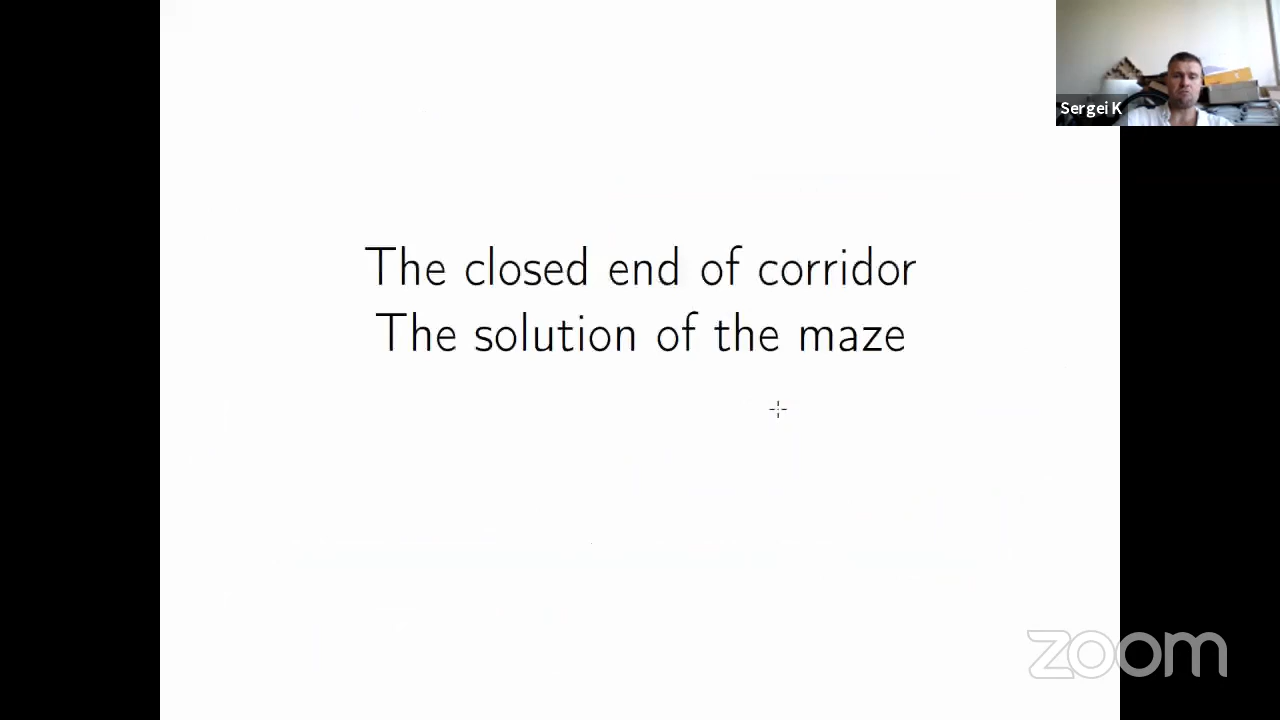 Sergei K
The closed end of corridor
The solution of the maze
zoom